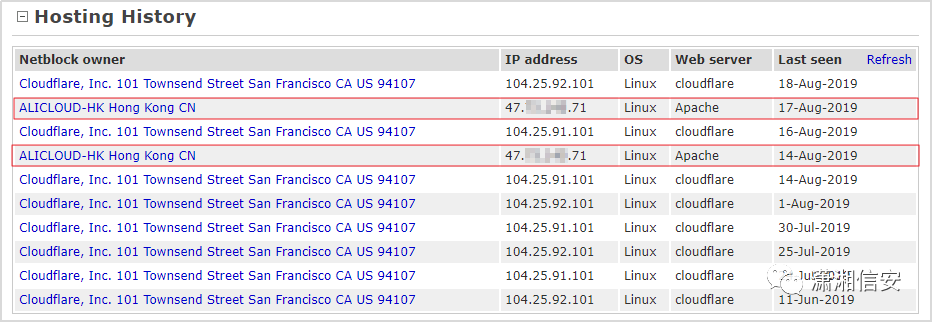 Hosting History
Netblock owner IP address OS Web server Last seen Refresh
Cloudflare, Inc. 101 Townsend Street San Francisco CA US 94107 104.25.92.101 Linux cloudflare 18-Aug-2019
ALICLOUD-HK Hong Kong CN 47. .71 Linux Apache 17-Aug-2019
Cloudflare, Inc. 101 Townsend Street San Francisco CA US 94107 104.25.92.101 Linux cloudflare 16-Aug-2019
ALICLOUD-HK Hong Kong CN 47. .71 Linux Apache 14-Aug-2019
Cloudflare, Inc. 101 Townsend Street San Francisco CA US 94107 104.25.91.101 Linux cloudflare 14-Aug-2019
Cloudflare, Inc. 101 Townsend Street San Francisco CA US 94107 104.25.92.101 Linux cloudflare 1-Aug-2019
Cloudflare, Inc. 101 Townsend Street San Francisco CA US 94107 104.25.91.101 Linux cloudflare 30-Jul-2019
Cloudflare, Inc. 101 Townsend Street San Francisco CA US 94107 104.25.92.101 Linux cloudflare 25-Jul-2019
Cloudflare, Inc. 101 Townsend Street San Francisco CA US 94107 104.25.91.101 Linux cloudflare
Cloudflare, Inc. 101 Townsend Street San Francisco CA US 94107 104.25.92.101 Linux cloudflare 11-Jun-2019
潇湘信安